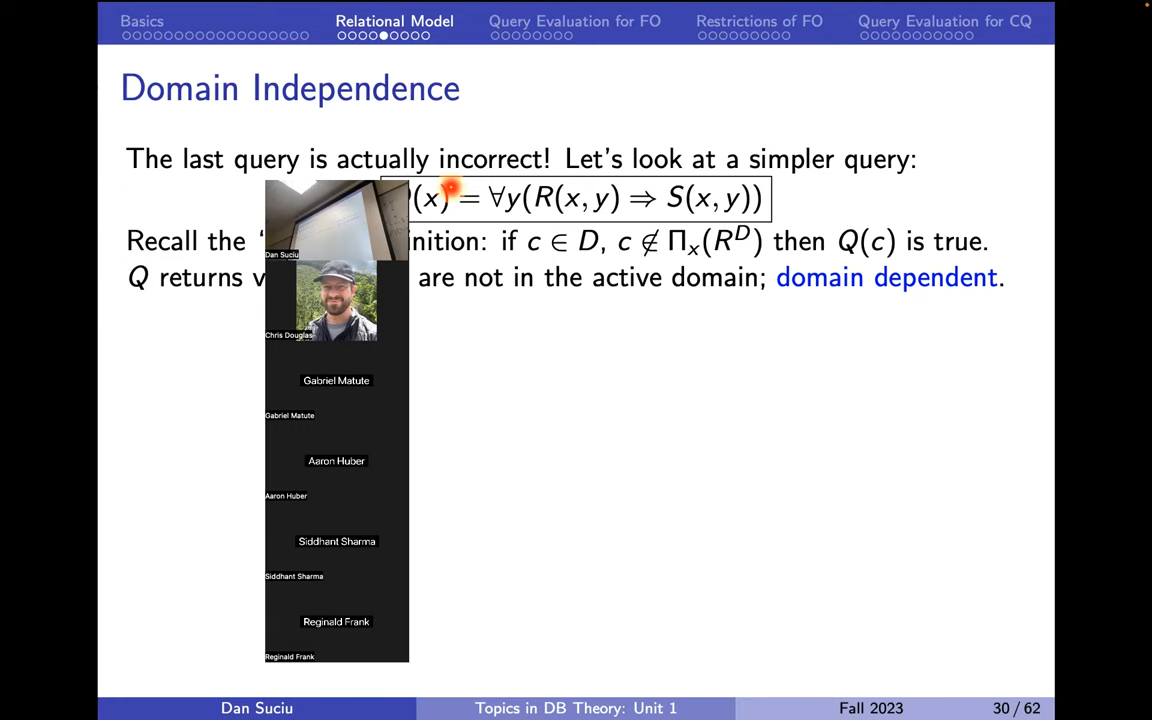 Basics Relational Model Query Evaluation for FO Restrictions of FO Query Evaluation for CQ
Domain Independence
The last query is actually incorrect! Let's look at a simpler query:
(x) = ∀y(R(x, y) ⇒ S(x, y))
Recall the ' inition: if c ∈ D, c ∉ Π_x(R^D) then Q(c) is true.
Q returns v are not in the active domain; domain dependent.
Dan Suciu
Chris Douglas
Gabriel Matute
Gabriel Matute
Aaron Huber
Aaron Huber
Siddhant Sharma
Siddhant Sharma
Reginald Frank
Reginald Frank
Dan Suciu Topics in DB Theory: Unit 1 Fall 2023 30 / 62